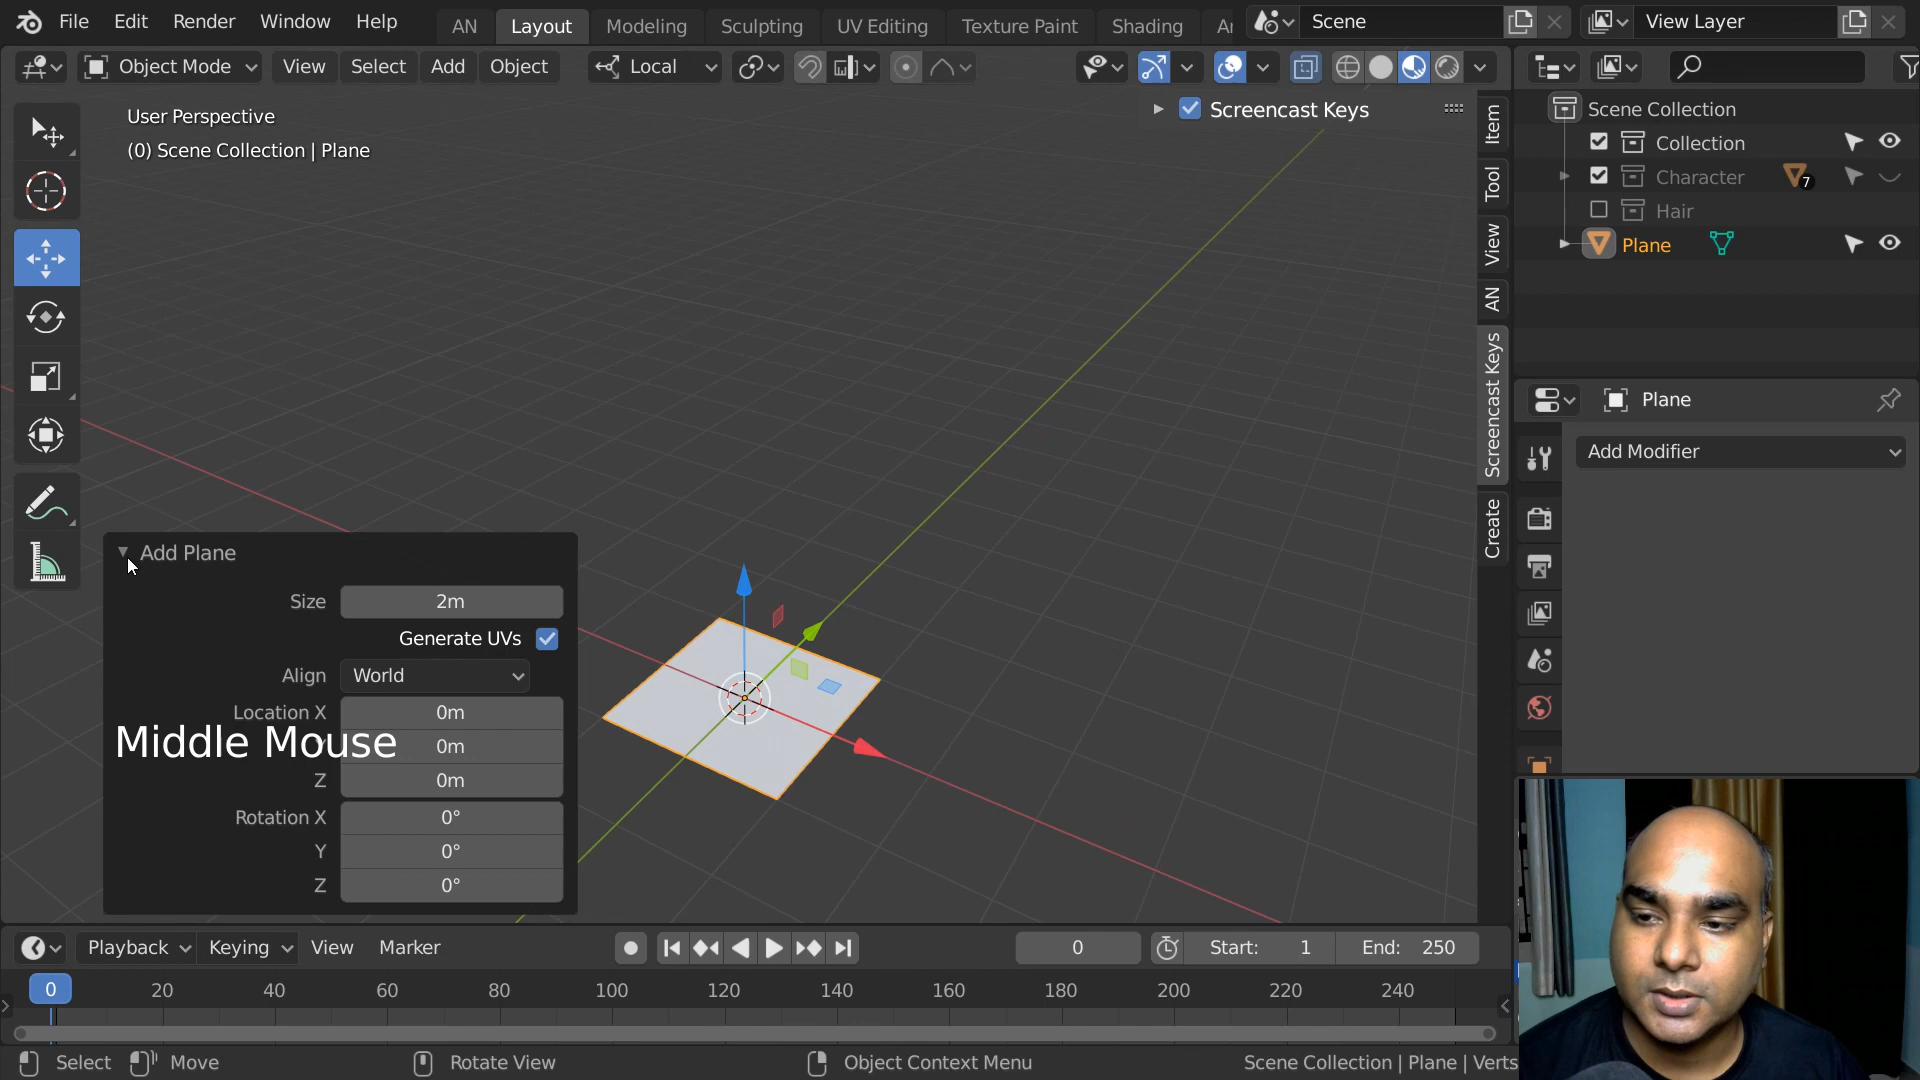 File Edit Render Window Help AN Layout Modeling Sculpting UV Editing Texture Paint Shading Ar Scene View Layer
Object Mode View Select Add Object Local
User Perspective
(0) Scene Collection | Plane
Screencast Keys
Item
Tool
View
AN
Screencast Keys
Create
Scene Collection
Collection
Character 7
Hair
Plane
Plane
Add Modifier
Add Plane
Size 2m
Generate UVs
Align World
Location X 0m
Middle Mouse 0m
Z 0m
Rotation X 0°
Y 0°
Z 0°
Playback Keying View Marker 0 Start: 1 End: 250
0 20 40 60 80 100 120 140 160 180 200 220 240
Select Move Rotate View Object Context Menu Scene Collection | Plane | Verts